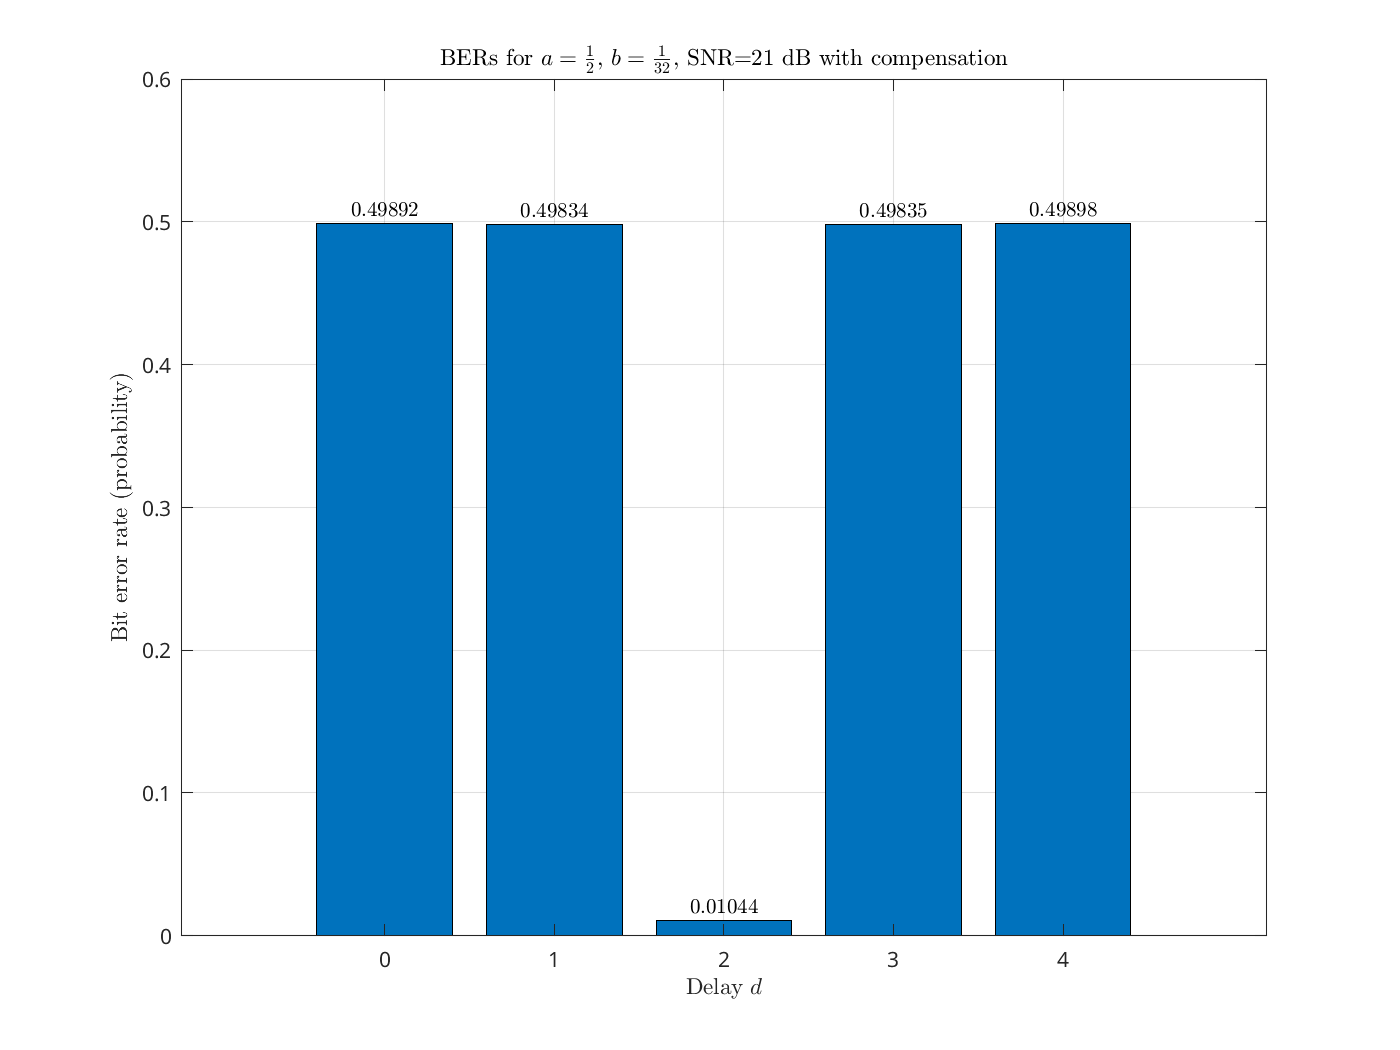 BERs for $a = \frac{1}{2}$, $b = \frac{1}{32}$, SNR=21 dB with compensation
0.6
0.5
0.4
0.3
0.2
0.1
0
Bit error rate (probability)
0.49892 0.49834 0.01044 0.49835 0.49898
0 1 2 3 4
Delay $d$